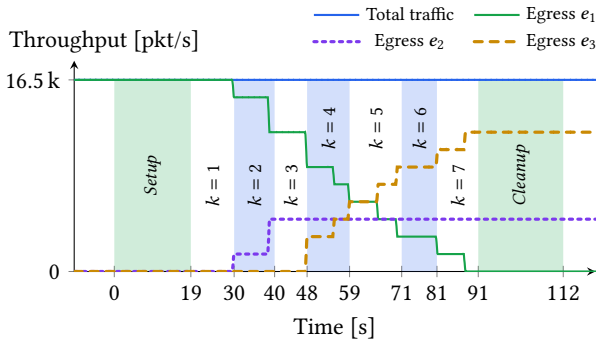 Total traffic
Egress e₁
Egress e₂
Egress e₃
Throughput [pkt/s]
16.5 k
0
Setup
k = 1
k = 2
k = 3
k = 4
k = 5
k = 6
k = 7
Cleanup
0 19 30 40 48 59 71 81 91 112
Time [s]